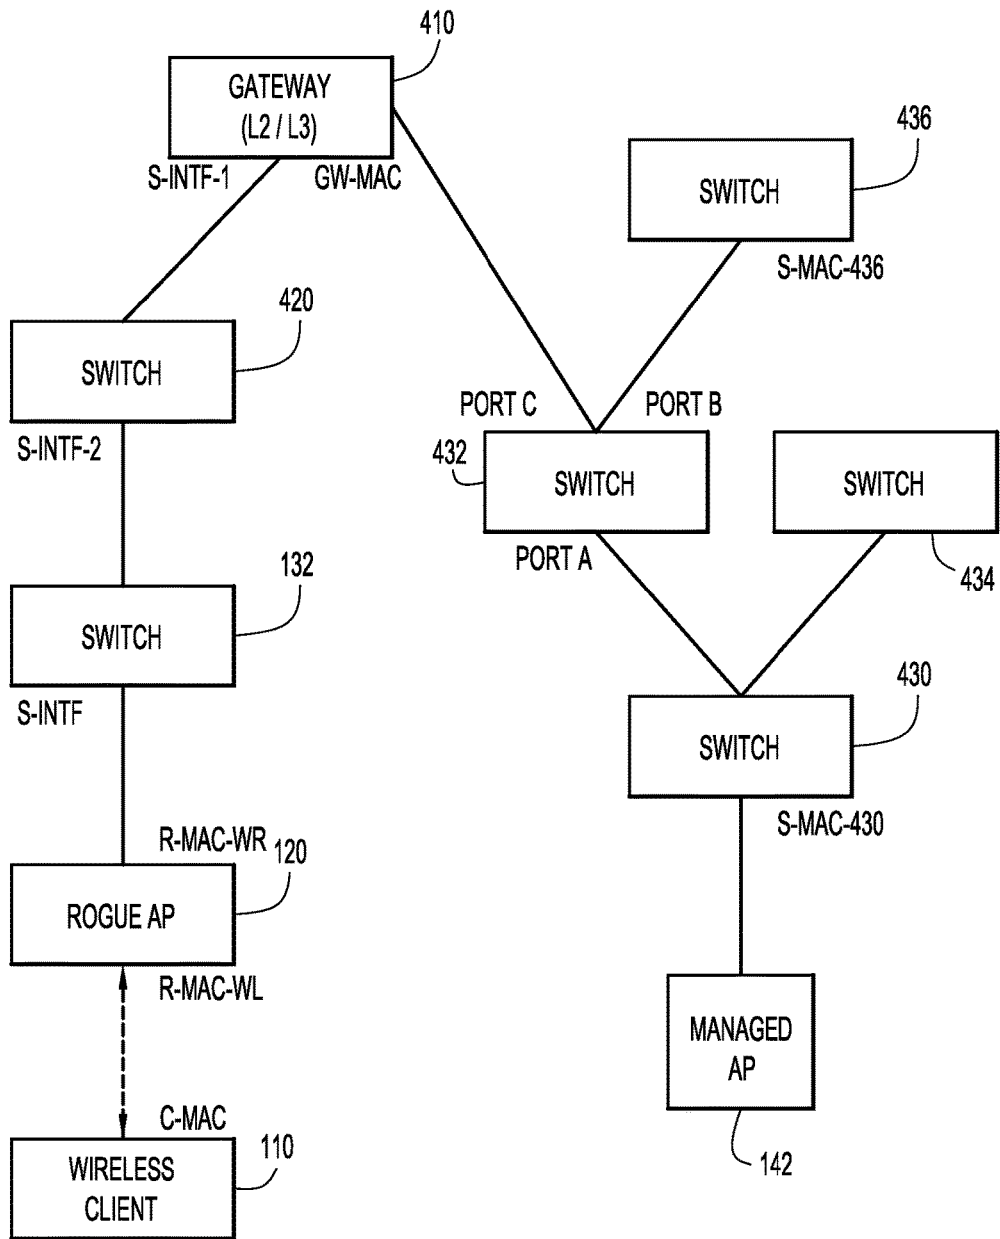 410
GATEWAY
(L2 / L3)
S-INTF-1
GW-MAC
436
SWITCH
S-MAC-436
420
SWITCH
S-INTF-2
PORT C
PORT B
432
SWITCH
SWITCH
PORT A
434
132
SWITCH
S-INTF
430
SWITCH
S-MAC-430
R-MAC-WR
120
ROGUE AP
R-MAC-WL
MANAGED
AP
142
C-MAC
110
WIRELESS
CLIENT